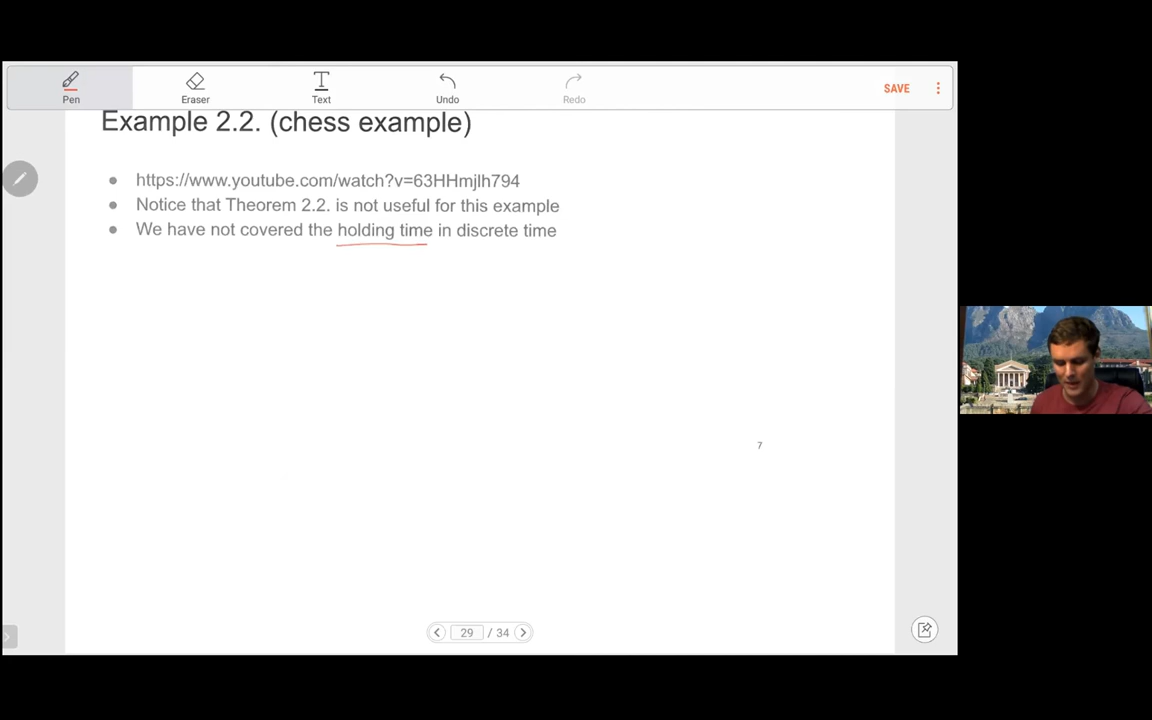 Pen
Eraser
Text
Undo
Redo
SAVE
Example 2.2. (chess example)
● https://www.youtube.com/watch?v=63HHmjlh794
● Notice that Theorem 2.2. is not useful for this example
● We have not covered the holding time in discrete time
7
29 / 34